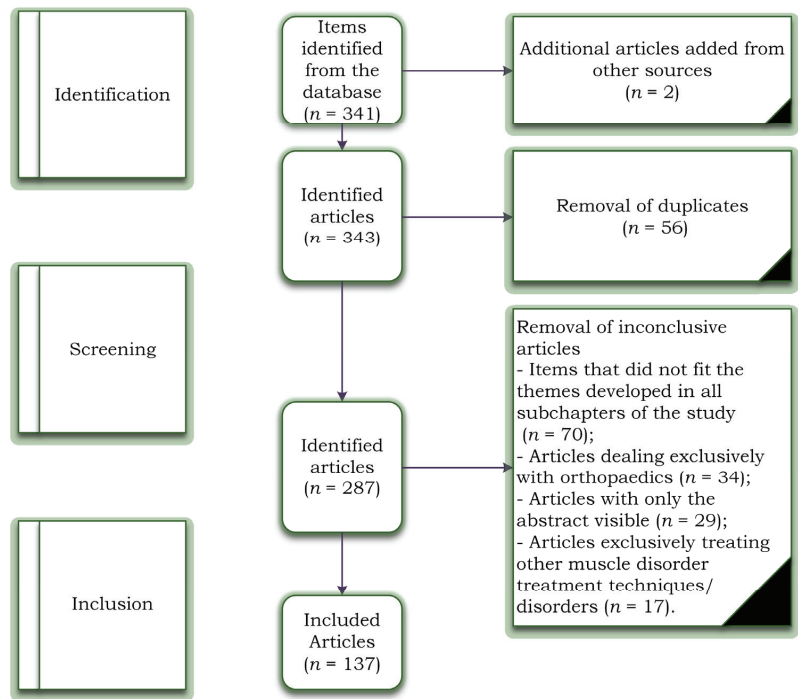 Identification
Items
identified
from the
database
(n = 341)
Additional articles added from
other sources
(n = 2)
Identified
articles
(n = 343)
Removal of duplicates
(n = 56)
Screening
Identified
articles
(n = 287)
Removal of inconclusive
articles
- Items that did not fit the
themes developed in all
subchapters of the study
(n = 70);
- Articles dealing exclusively
with orthopaedics (n = 34);
- Articles with only the
abstract visible (n = 29);
- Articles exclusively treating
other muscle disorder
treatment techniques/
disorders (n = 17).
Inclusion
Included
Articles
(n = 137)